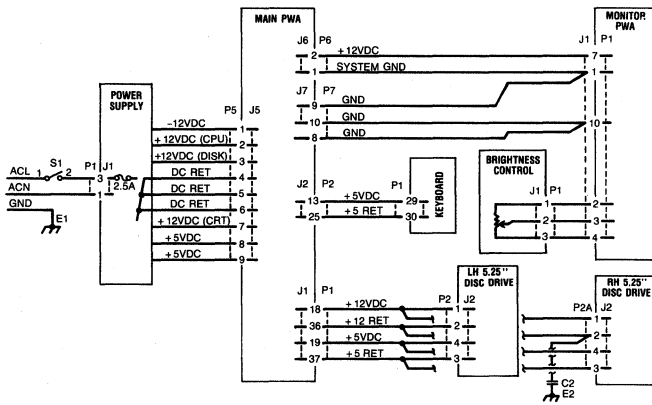 MAIN PWA
MONITOR
PWA
J6 P6
J1 P1
2 +12VDC 7
1 SYSTEM GND 1
POWER
SUPPLY
J7 P7
9 GND
P5 J5
10 GND 10
-12VDC 1
8 GND
+12VDC (CPU) 2
+12VDC (DISK) 3
BRIGHTNESS
CONTROL
ACL 1 S1 2 P1 J1 3 2.5A
DC RET 4
J2 P2
P1
KEYBOARD
J1 P1
ACN 1
DC RET 5
13 +5VDC 29
1 2
GND
DC RET 6
25 +5 RET 30
2 3
E1
+12VDC (CRT) 7
3 4
+5VDC 8
+5VDC 9
LH 5.25"
DISC DRIVE
RH 5.25"
DISC DRIVE
J1 P1
P2 J2
P2A J2
18 +12VDC 1
1
36 +12 RET 2
2
19 +5VDC 4
4
37 +5 RET 3
3
C2
E2